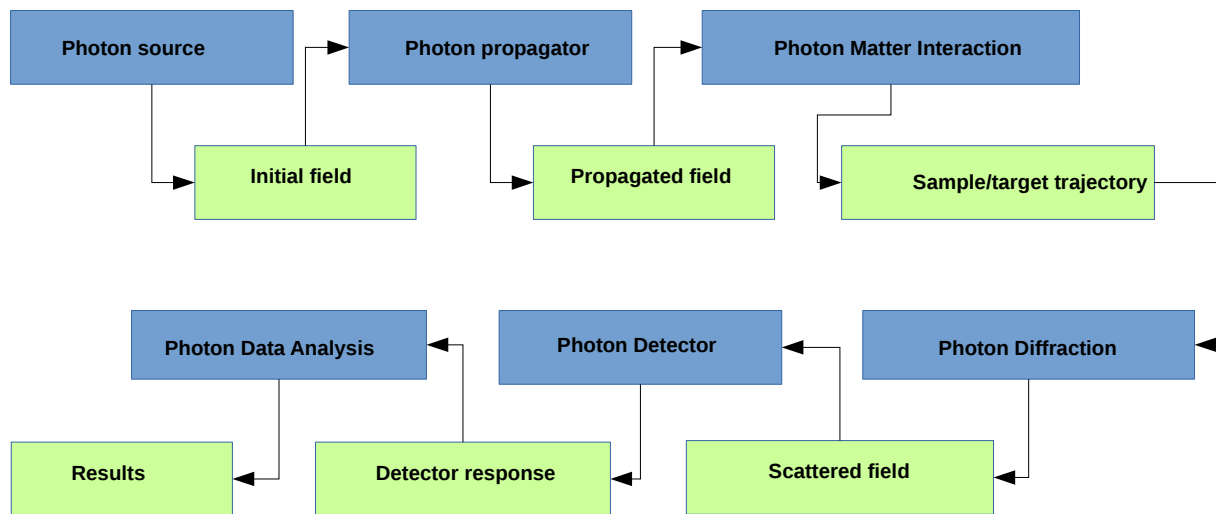 Photon source
Photon propagator
Photon Matter Interaction
Initial field
Propagated field
Sample/target trajectory
Photon Data Analysis
Photon Detector
Photon Diffraction
Results
Detector response
Scattered field